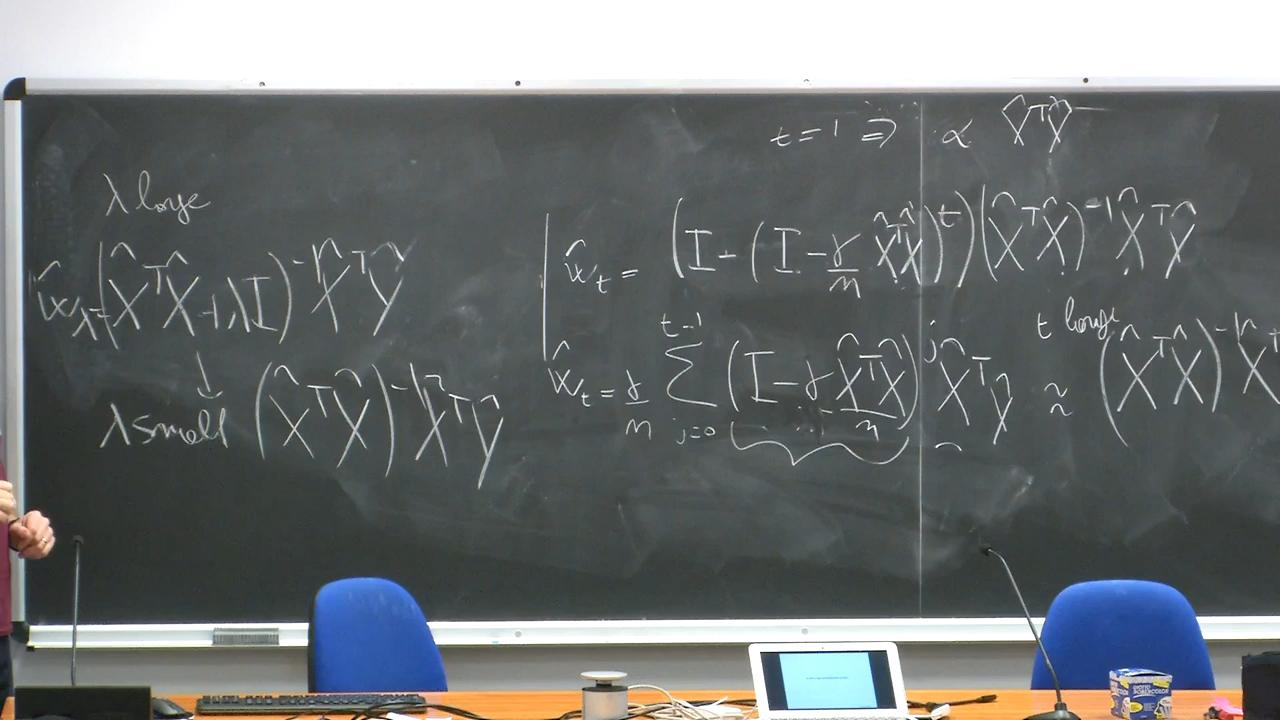 λ large
ŵ_λ = (X̂ᵀX̂ + λI)⁻¹ X̂ᵀŶ
↓
λ small (X̂ᵀX̂)⁻¹ X̂ᵀŷ
t = 1 ⇒ α X̂ᵀŷ
ŵ_t = (I - (I - γ/n X̂ᵀX̂)ᵗ) (X̂ᵀX̂)⁻¹ X̂ᵀŷ
t large
ŵ_t = γ/n Σ_{j=0}^{t-1} (I - γ X̂ᵀX̂/n)ʲ X̂ᵀŷ ≈ (X̂ᵀX̂)⁻¹ X̂ᵀ